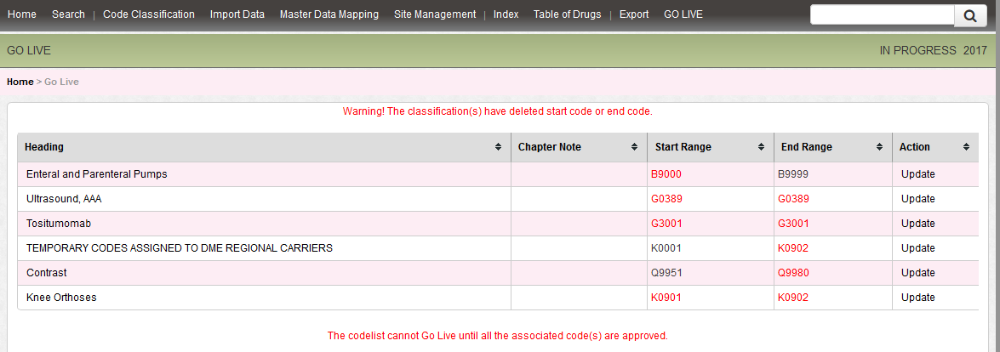 Home Search | Code Classification Import Data Master Data Mapping Site Management | Index Table of Drugs | Export GO LIVE
GO LIVE IN PROGRESS 2017
Home > Go Live
Warning! The classification(s) have deleted start code or end code.
Heading Chapter Note Start Range End Range Action
Enteral and Parenteral Pumps B9000 B9999 Update
Ultrasound, AAA G0389 G0389 Update
Tositumomab G3001 G3001 Update
TEMPORARY CODES ASSIGNED TO DME REGIONAL CARRIERS K0001 K0902 Update
Contrast Q9951 Q9980 Update
Knee Orthoses K0901 K0902 Update
The codelist cannot Go Live until all the associated code(s) are approved.